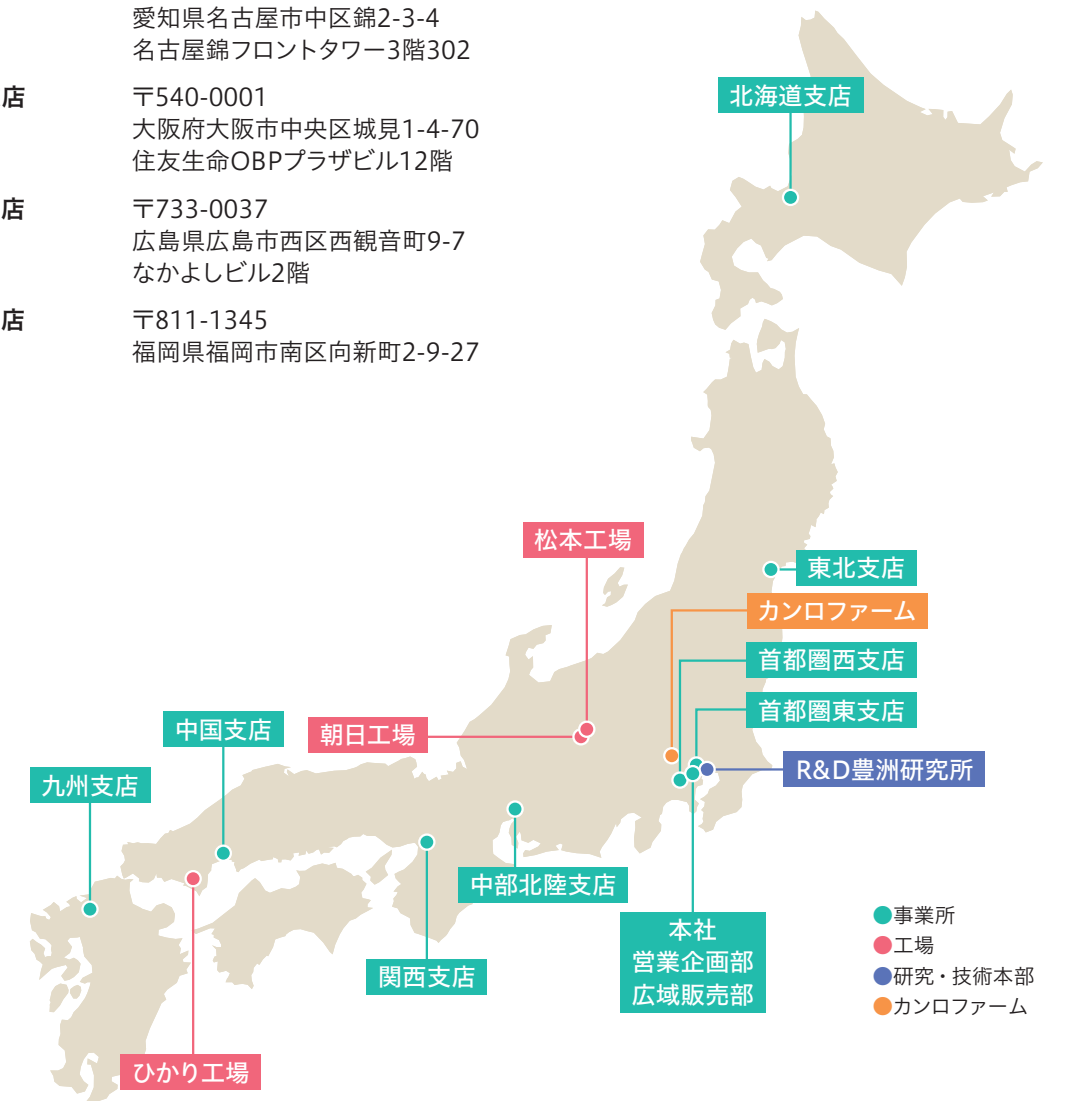 愛知県名古屋市中区錦2-3-4
名古屋錦フロントタワー3階302
店
〒540-0001
大阪府大阪市中央区城見1-4-70
住友生命OBPプラザビル12階
店
〒733-0037
広島県広島市西区西観音町9-7
なかよしビル2階
店
〒811-1345
福岡県福岡市南区向新町2-9-27
北海道支店
松本工場
東北支店
カンロファーム
首都圏西支店
首都圏東支店
中国支店
朝日工場
R&D豊洲研究所
九州支店
中部北陸支店
本社
営業企画部
広域販売部
関西支店
ひかり工場
事業所
工場
研究・技術本部
カンロファーム